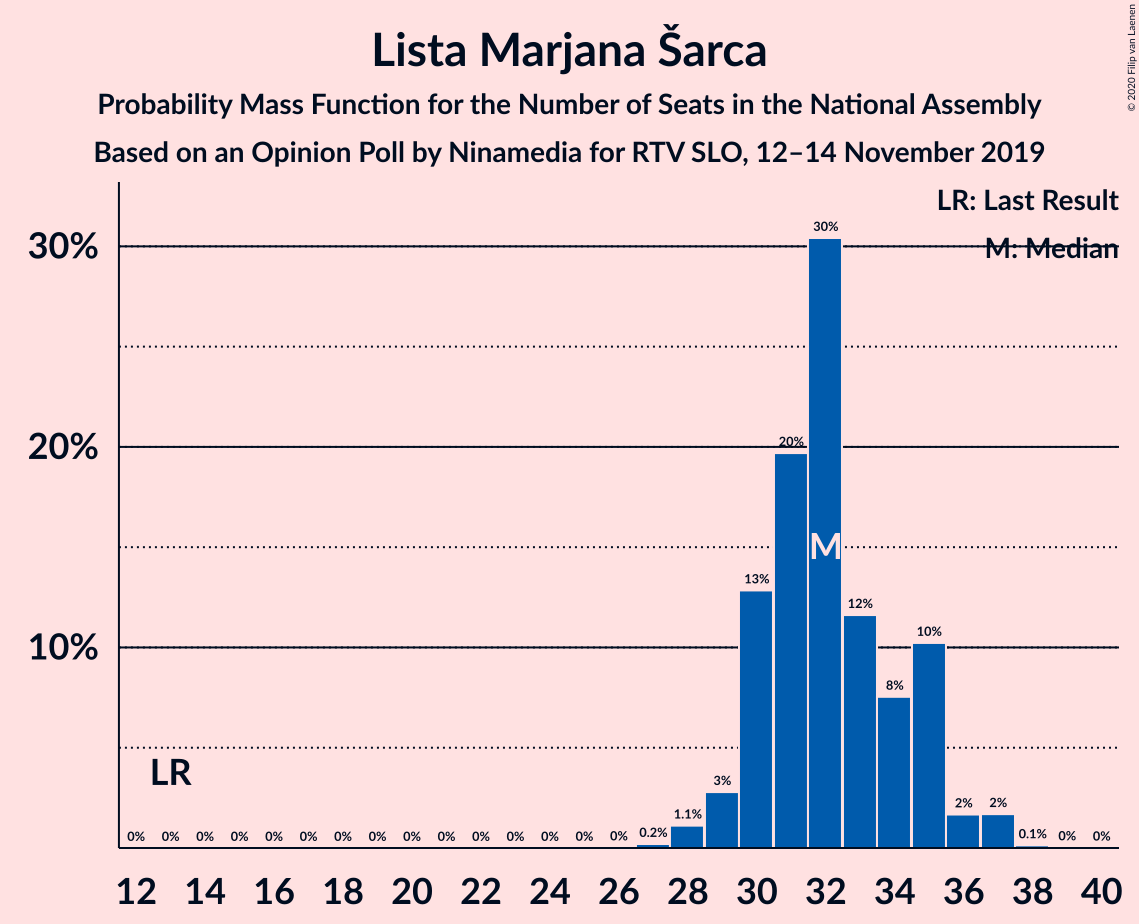 Lista Marjana Šarca
Probability Mass Function for the Number of Seats in the National Assembly
Based on an Opinion Poll by Ninamedia for RTV SLO, 12–14 November 2019
© 2020 Filip van Laenen
LR: Last Result
M: Median
30%
20%
10%
30%
20%
M
13%
12%
10%
8%
LR
3%
2%
2%
1.1%
0% 0% 0% 0% 0% 0% 0% 0% 0% 0% 0% 0% 0% 0% 0% 0.2% 0.1% 0% 0%
12 14 16 18 20 22 24 26 28 30 32 34 36 38 40